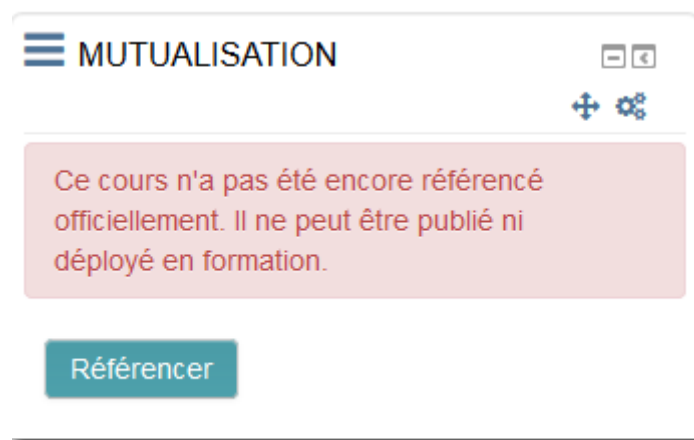 MUTUALISATION
Ce cours n'a pas été encore référencé
officiellement. Il ne peut être publié ni
déployé en formation.
Référencer